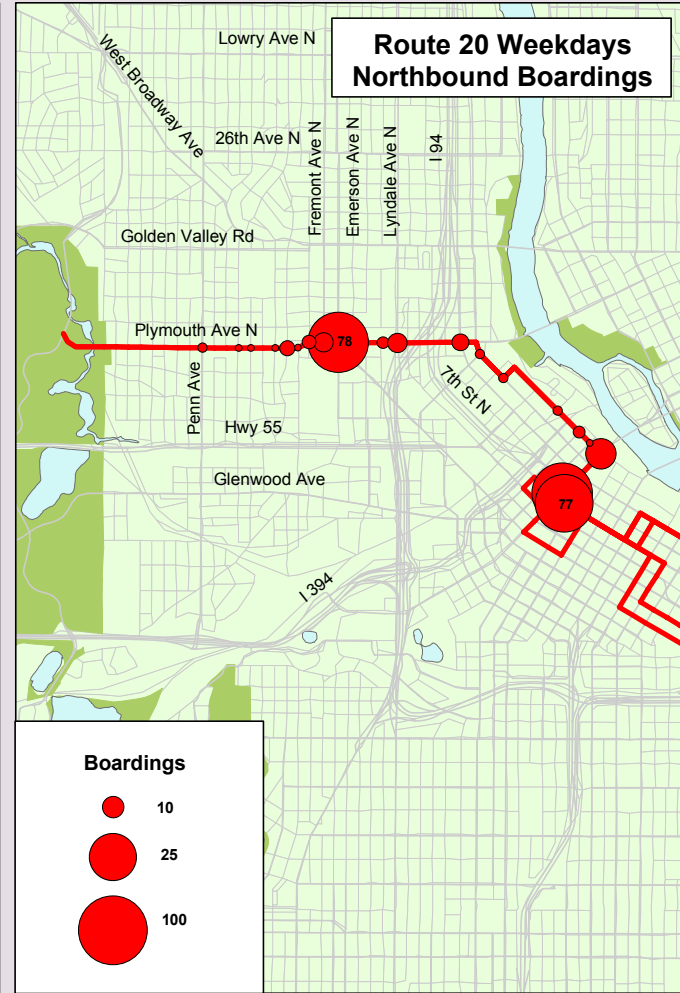 Route 20 Weekdays
Northbound Boardings
Lowry Ave N
West Broadway Ave
26th Ave N
Fremont Ave N
Emerson Ave N
Lyndale Ave N
I 94
Golden Valley Rd
Plymouth Ave N
78
Penn Ave
7th St N
Hwy 55
Glenwood Ave
77
I 394
Boardings
10
25
100